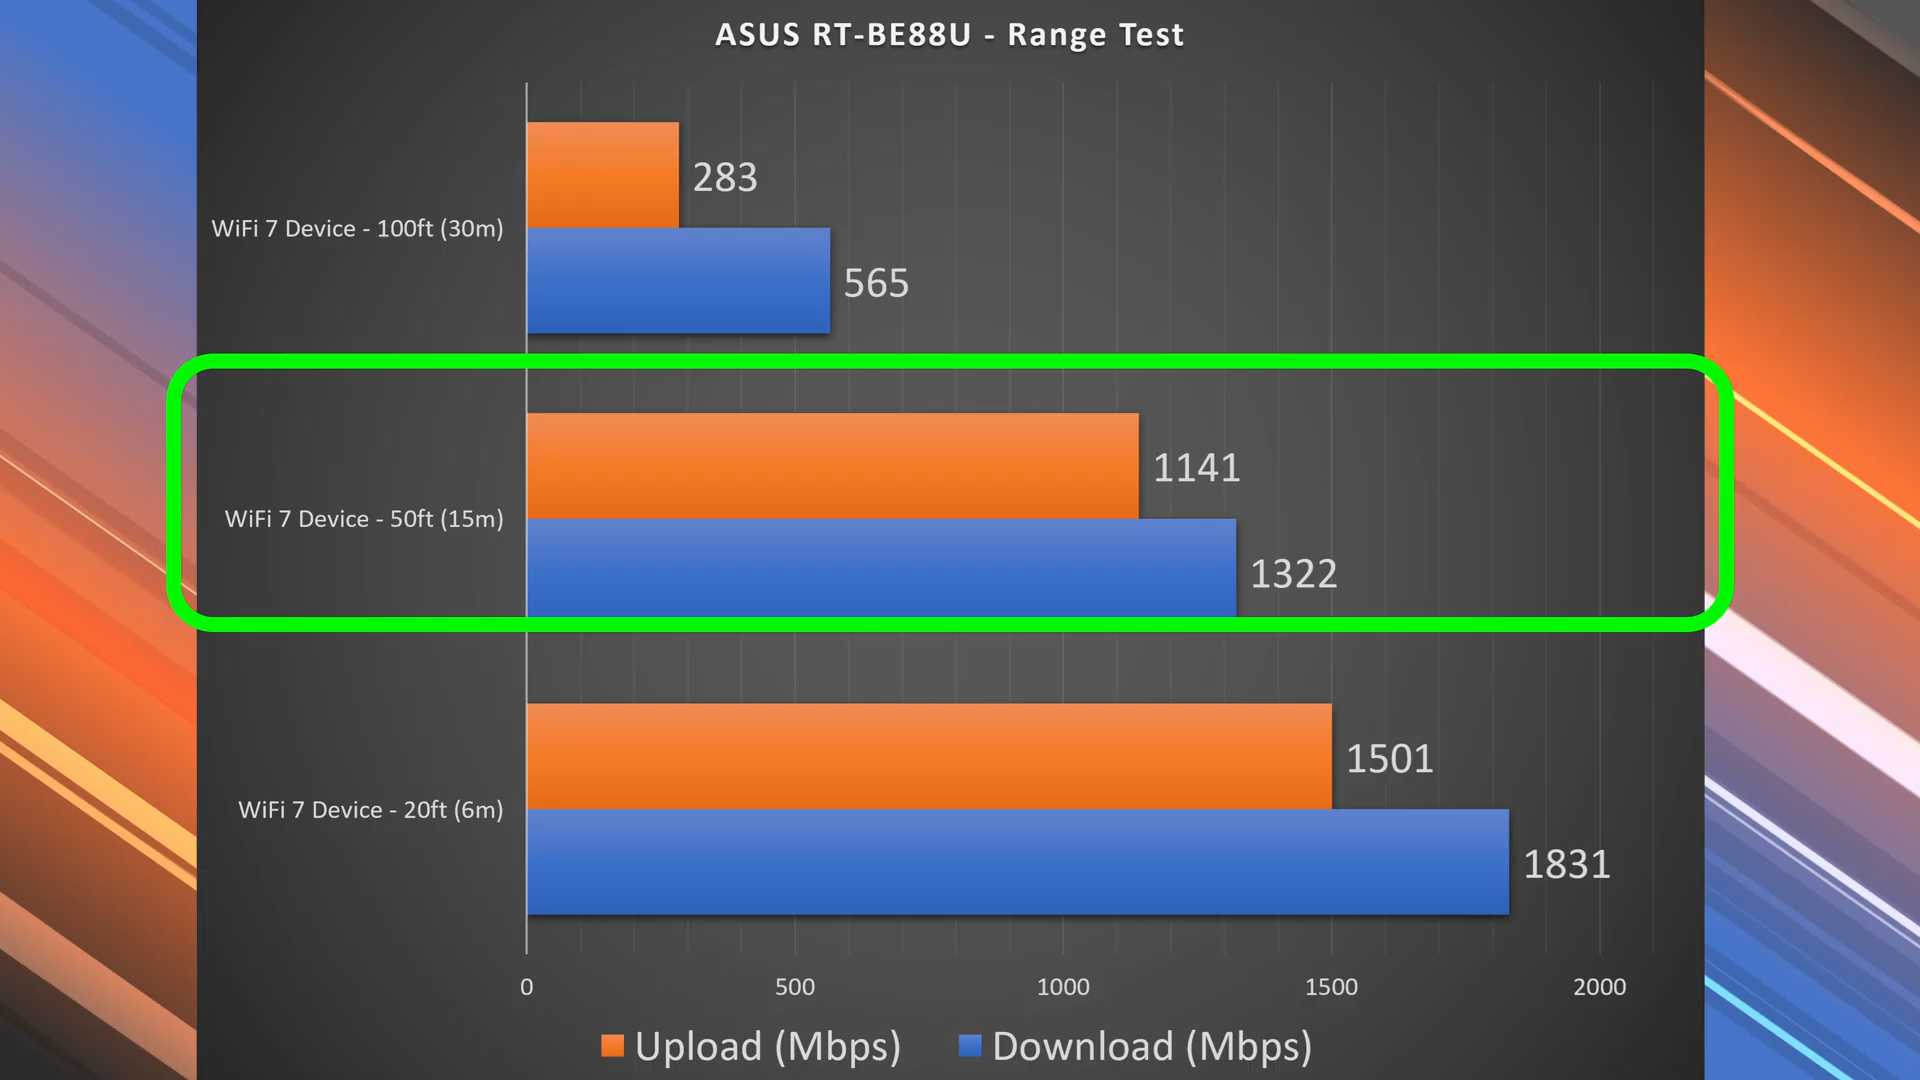 ASUS RT-BE88U - Range Test
283
WiFi 7 Device - 100ft (30m)
565
1141
WiFi 7 Device - 50ft (15m)
1322
1501
WiFi 7 Device - 20ft (6m)
1831
0 500 1000 1500 2000
Upload (Mbps) Download (Mbps)